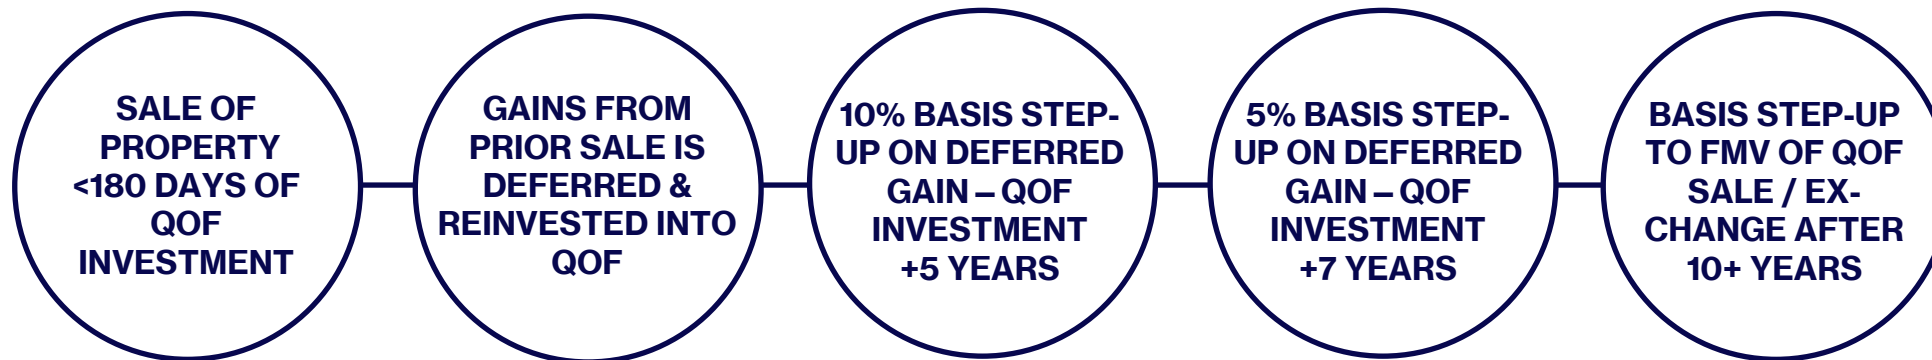 SALE OF
PROPERTY
<180 DAYS OF
QOF
INVESTMENT
GAINS FROM
PRIOR SALE IS
DEFERRED &
REINVESTED INTO
QOF
10% BASIS STEP-
UP ON DEFERRED
GAIN – QOF
INVESTMENT
+5 YEARS
5% BASIS STEP-
UP ON DEFERRED
GAIN – QOF
INVESTMENT
+7 YEARS
BASIS STEP-UP
TO FMV OF QOF
SALE / EX-
CHANGE AFTER
10+ YEARS